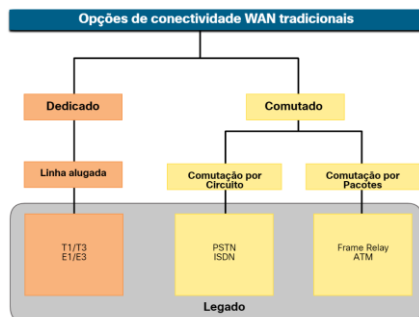 Opções de conectividade WAN tradicionais
Dedicado
Comutado
Linha alugada
Comutação por
Circuito
Comutação por
Pacotes
T1/T3
E1/E3
PSTN
ISDN
Frame Relay
ATM
Legado